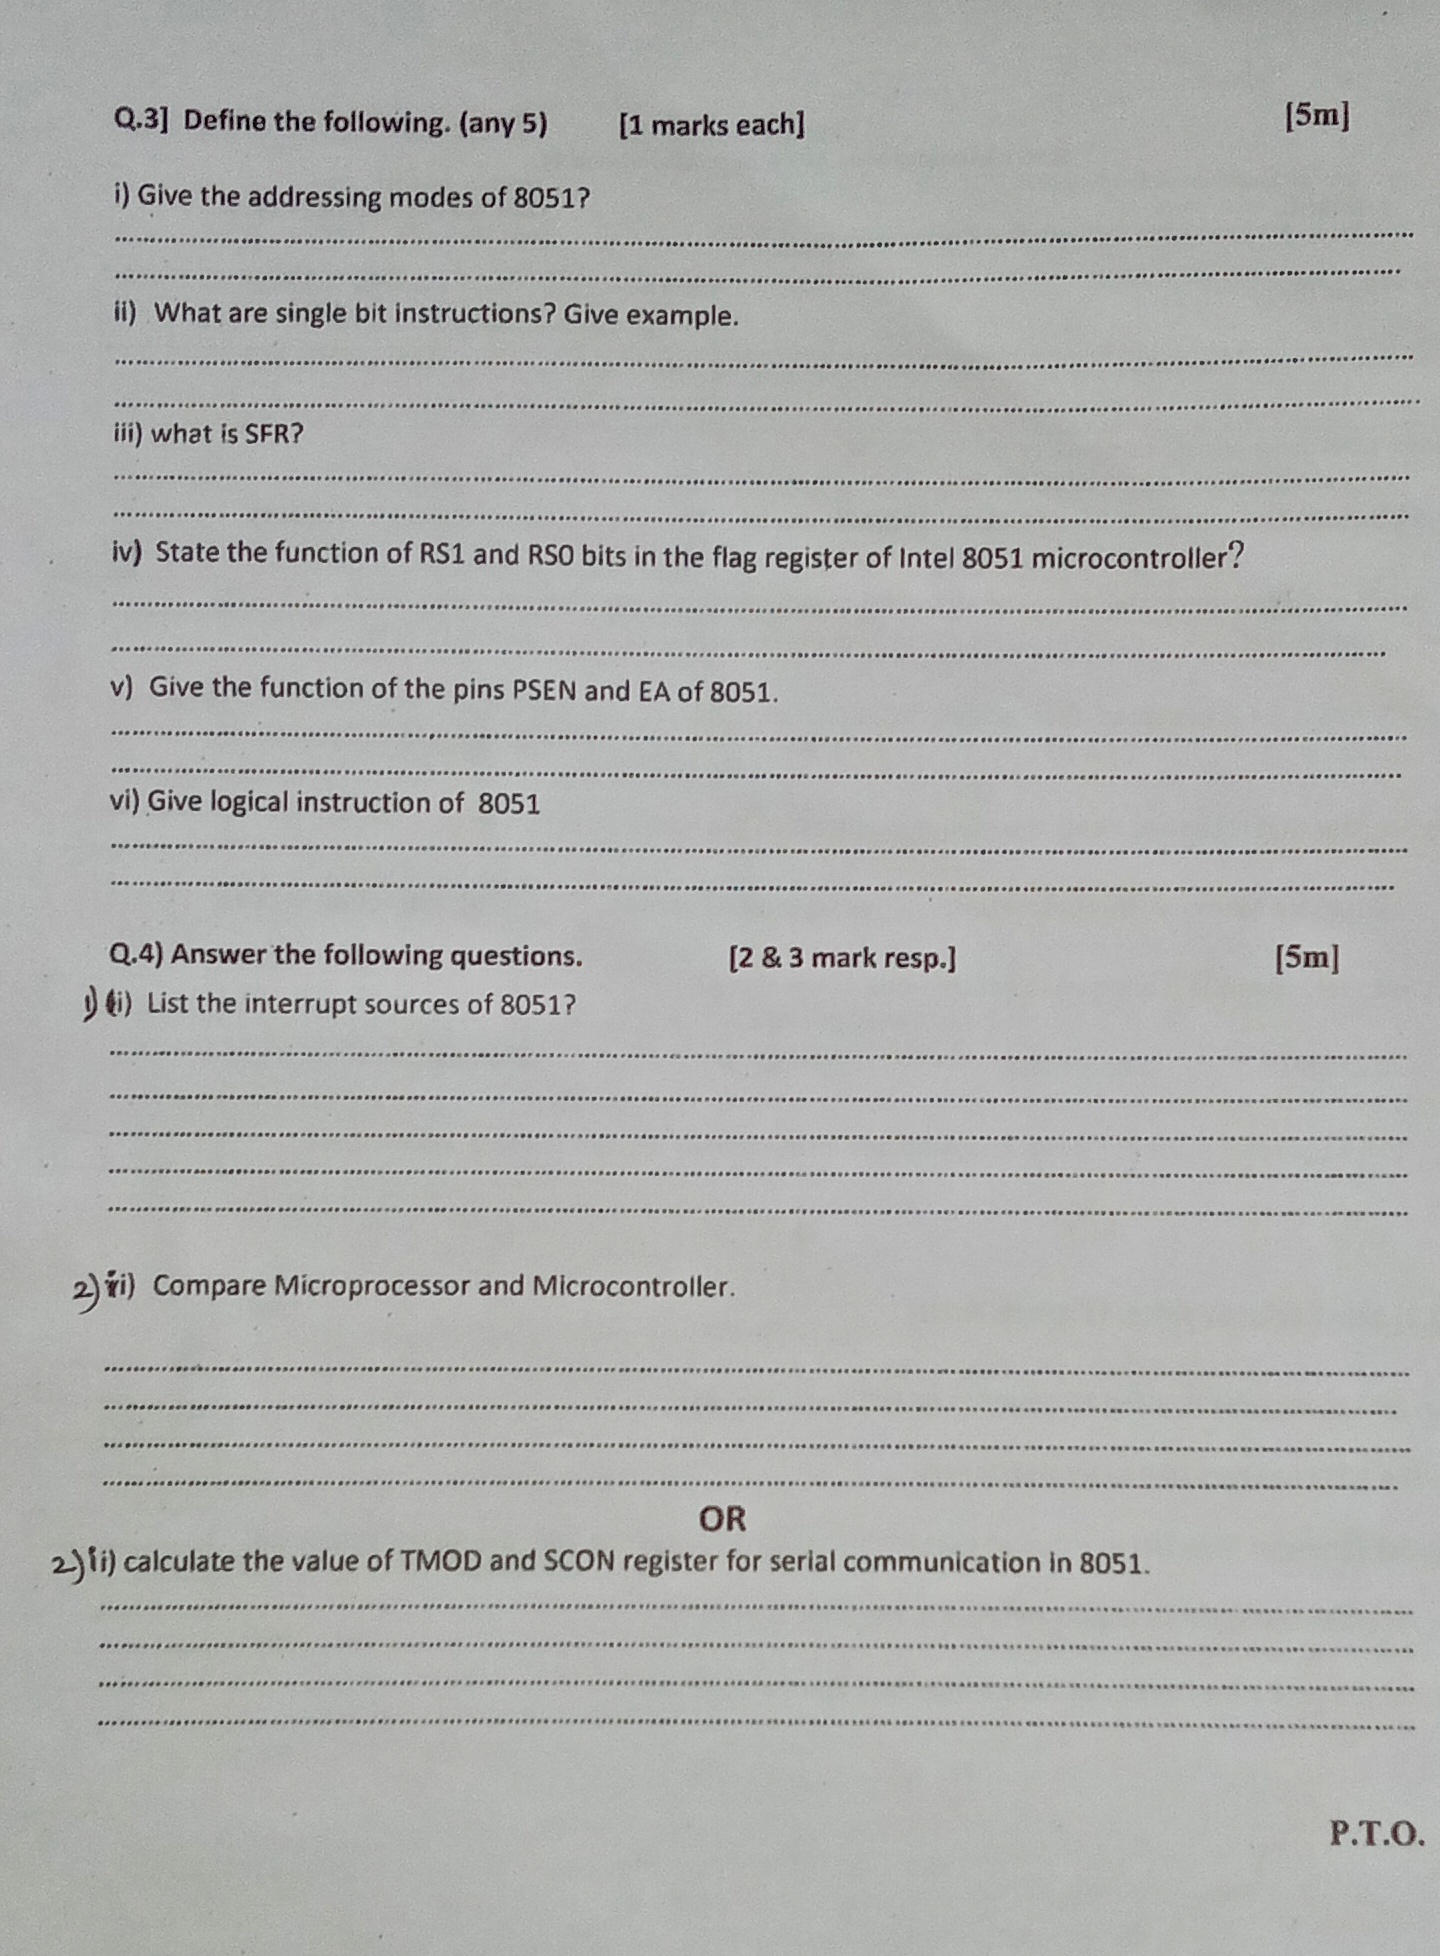 Q.3] Define the following. (any 5) [1 marks each] [5m]
i) Give the addressing modes of 8051?
ii) What are single bit instructions? Give example.
iii) what is SFR?
iv) State the function of RS1 and RS0 bits in the flag register of Intel 8051 microcontroller?
v) Give the function of the pins PSEN and EA of 8051.
vi) Give logical instruction of 8051
Q.4) Answer the following questions. [2 & 3 mark resp.] [5m]
1) i) List the interrupt sources of 8051?
2) ii) Compare Microprocessor and Microcontroller.
OR
2) ii) calculate the value of TMOD and SCON register for serial communication in 8051.
P.T.O.